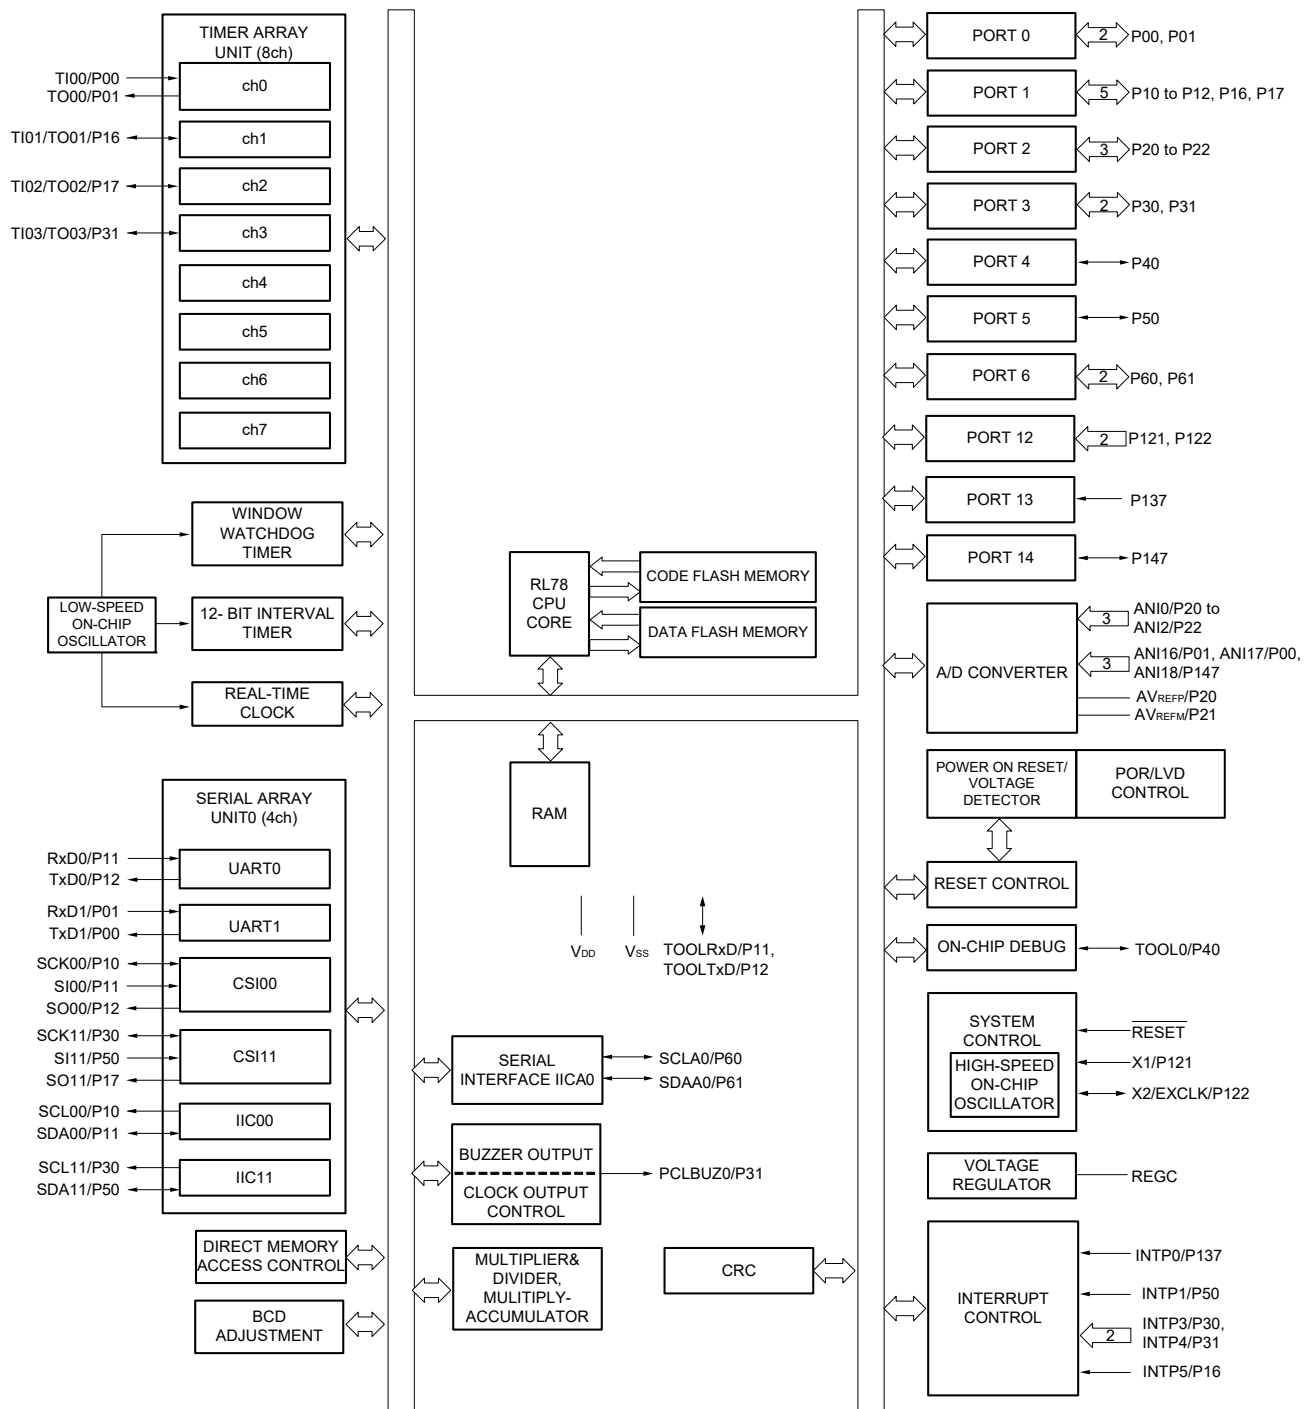 TIMER ARRAY
UNIT (8ch)
TI00/P00
TO00/P01
ch0
TI01/TO01/P16
ch1
TI02/TO02/P17
ch2
TI03/TO03/P31
ch3
ch4
ch5
ch6
ch7
WINDOW
WATCHDOG
TIMER
LOW-SPEED
ON-CHIP
OSCILLATOR
12- BIT INTERVAL
TIMER
REAL-TIME
CLOCK
SERIAL ARRAY
UNIT0 (4ch)
RxD0/P11
TxD0/P12
UART0
RxD1/P01
TxD1/P00
UART1
SCK00/P10
SI00/P11
SO00/P12
CSI00
SCK11/P30
SI11/P50
SO11/P17
CSI11
SCL00/P10
SDA00/P11
IIC00
SCL11/P30
SDA11/P50
IIC11
DIRECT MEMORY
ACCESS CONTROL
BCD
ADJUSTMENT
RL78
CPU
CORE
CODE FLASH MEMORY
DATA FLASH MEMORY
RAM
VDD
VSS
TOOLRxD/P11,
TOOLTxD/P12
SERIAL
INTERFACE IICA0
SCLA0/P60
SDAA0/P61
BUZZER OUTPUT
CLOCK OUTPUT
CONTROL
PCLBUZ0/P31
MULTIPLIER&
DIVIDER,
MULITIPLY-
ACCUMULATOR
CRC
PORT 0
2
P00, P01
PORT 1
5
P10 to P12, P16, P17
PORT 2
3
P20 to P22
PORT 3
2
P30, P31
PORT 4
P40
PORT 5
P50
PORT 6
2
P60, P61
PORT 12
2
P121, P122
PORT 13
P137
PORT 14
P147
A/D CONVERTER
3
ANI0/P20 to
ANI2/P22
3
ANI16/P01, ANI17/P00,
ANI18/P147
AVREFP/P20
AVREFM/P21
POWER ON RESET/
VOLTAGE
DETECTOR
POR/LVD
CONTROL
RESET CONTROL
ON-CHIP DEBUG
TOOL0/P40
SYSTEM
CONTROL
HIGH-SPEED
ON-CHIP
OSCILLATOR
RESET
X1/P121
X2/EXCLK/P122
VOLTAGE
REGULATOR
REGC
INTERRUPT
CONTROL
INTP0/P137
INTP1/P50
2
INTP3/P30,
INTP4/P31
INTP5/P16